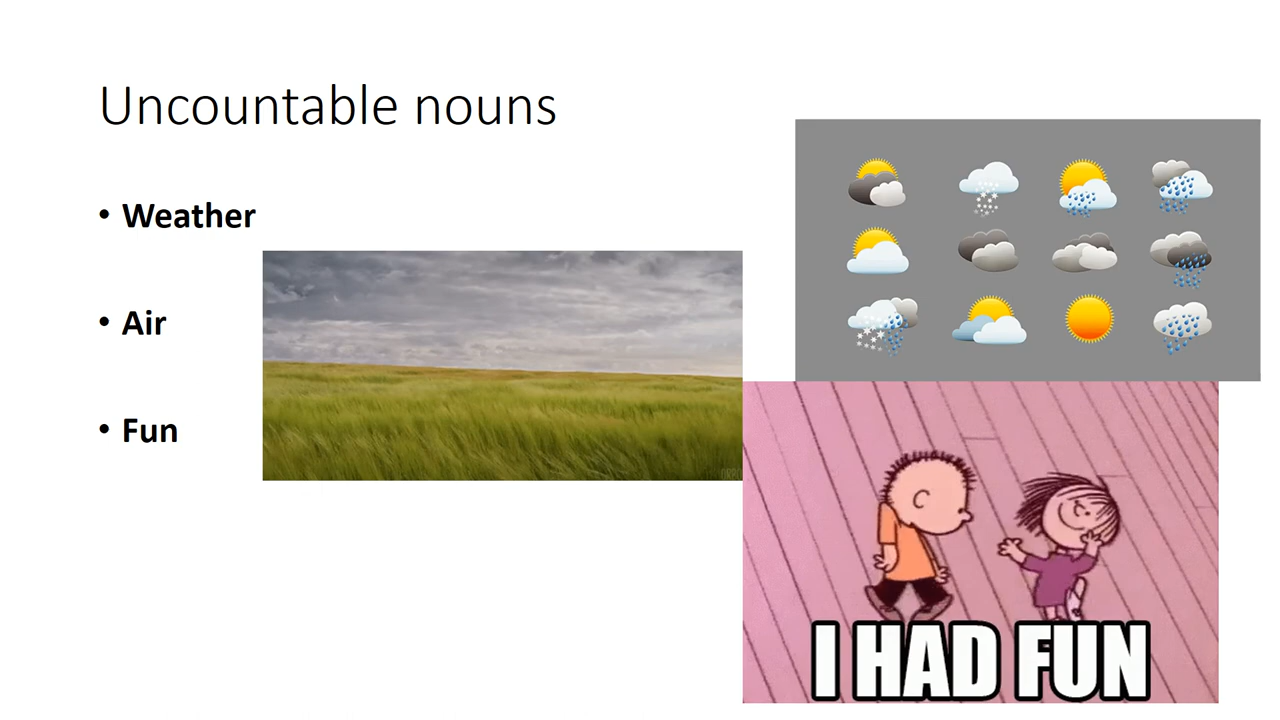 Uncountable nouns
• Weather
• Air
• Fun
I HAD FUN